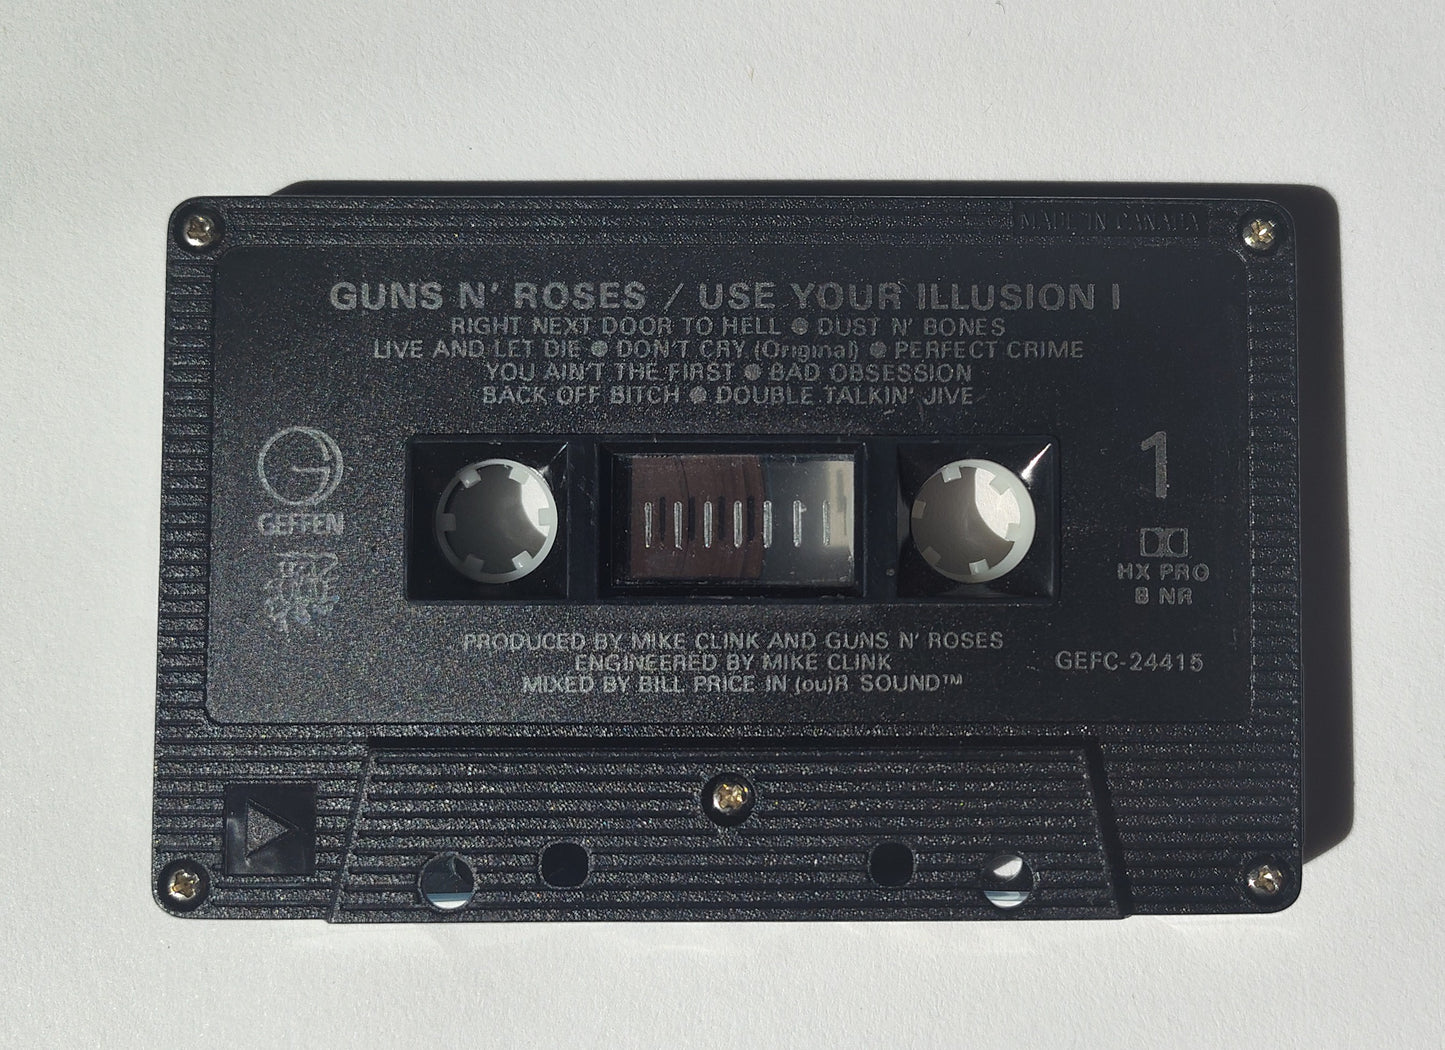 MADE IN CANADA
GUNS N' ROSES / USE YOUR ILLUSION I
RIGHT NEXT DOOR TO HELL ● DUST N' BONES
LIVE AND LET DIE ● DON'T CRY (Original) ● PERFECT CRIME
YOU AIN'T THE FIRST ● BAD OBSESSION
BACK OFF BITCH ● DOUBLE TALKIN' JIVE
GEFFEN
1
HX PRO
B NR
PRODUCED BY MIKE CLINK AND GUNS N' ROSES
ENGINEERED BY MIKE CLINK
MIXED BY BILL PRICE IN (ou)R SOUND™
GEFC-24415